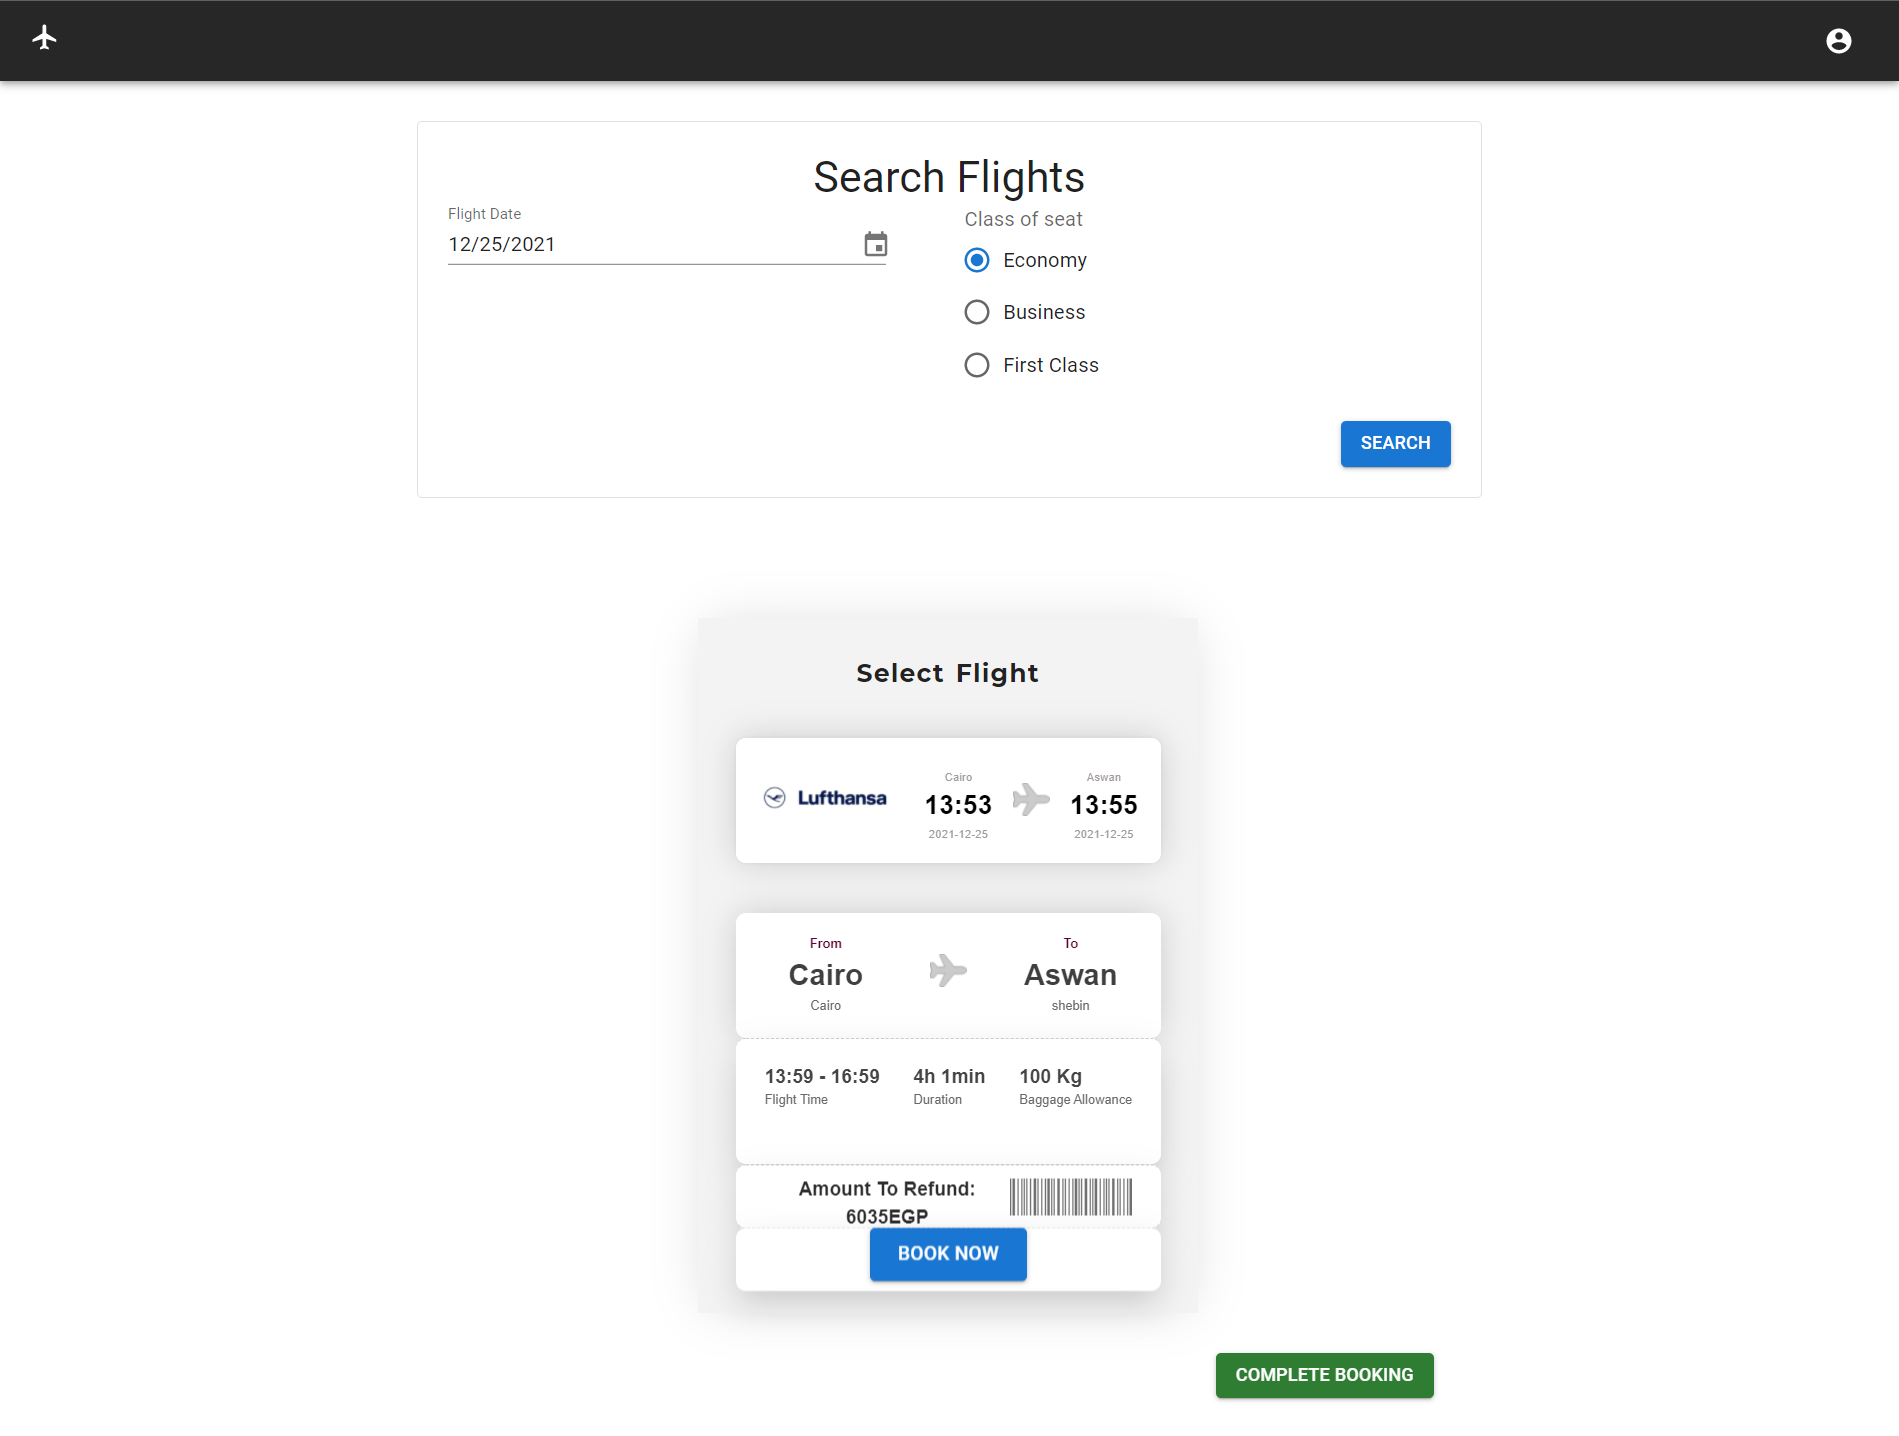 Search Flights
Flight Date
12/25/2021
Class of seat
Economy
Business
First Class
SEARCH
Select Flight
Lufthansa
Cairo
13:53
2021-12-25
Aswan
13:55
2021-12-25
From
Cairo
Cairo
To
Aswan
shebin
13:59 - 16:59
Flight Time
4h 1min
Duration
100 Kg
Baggage Allowance
Amount To Refund:
6035EGP
BOOK NOW
COMPLETE BOOKING